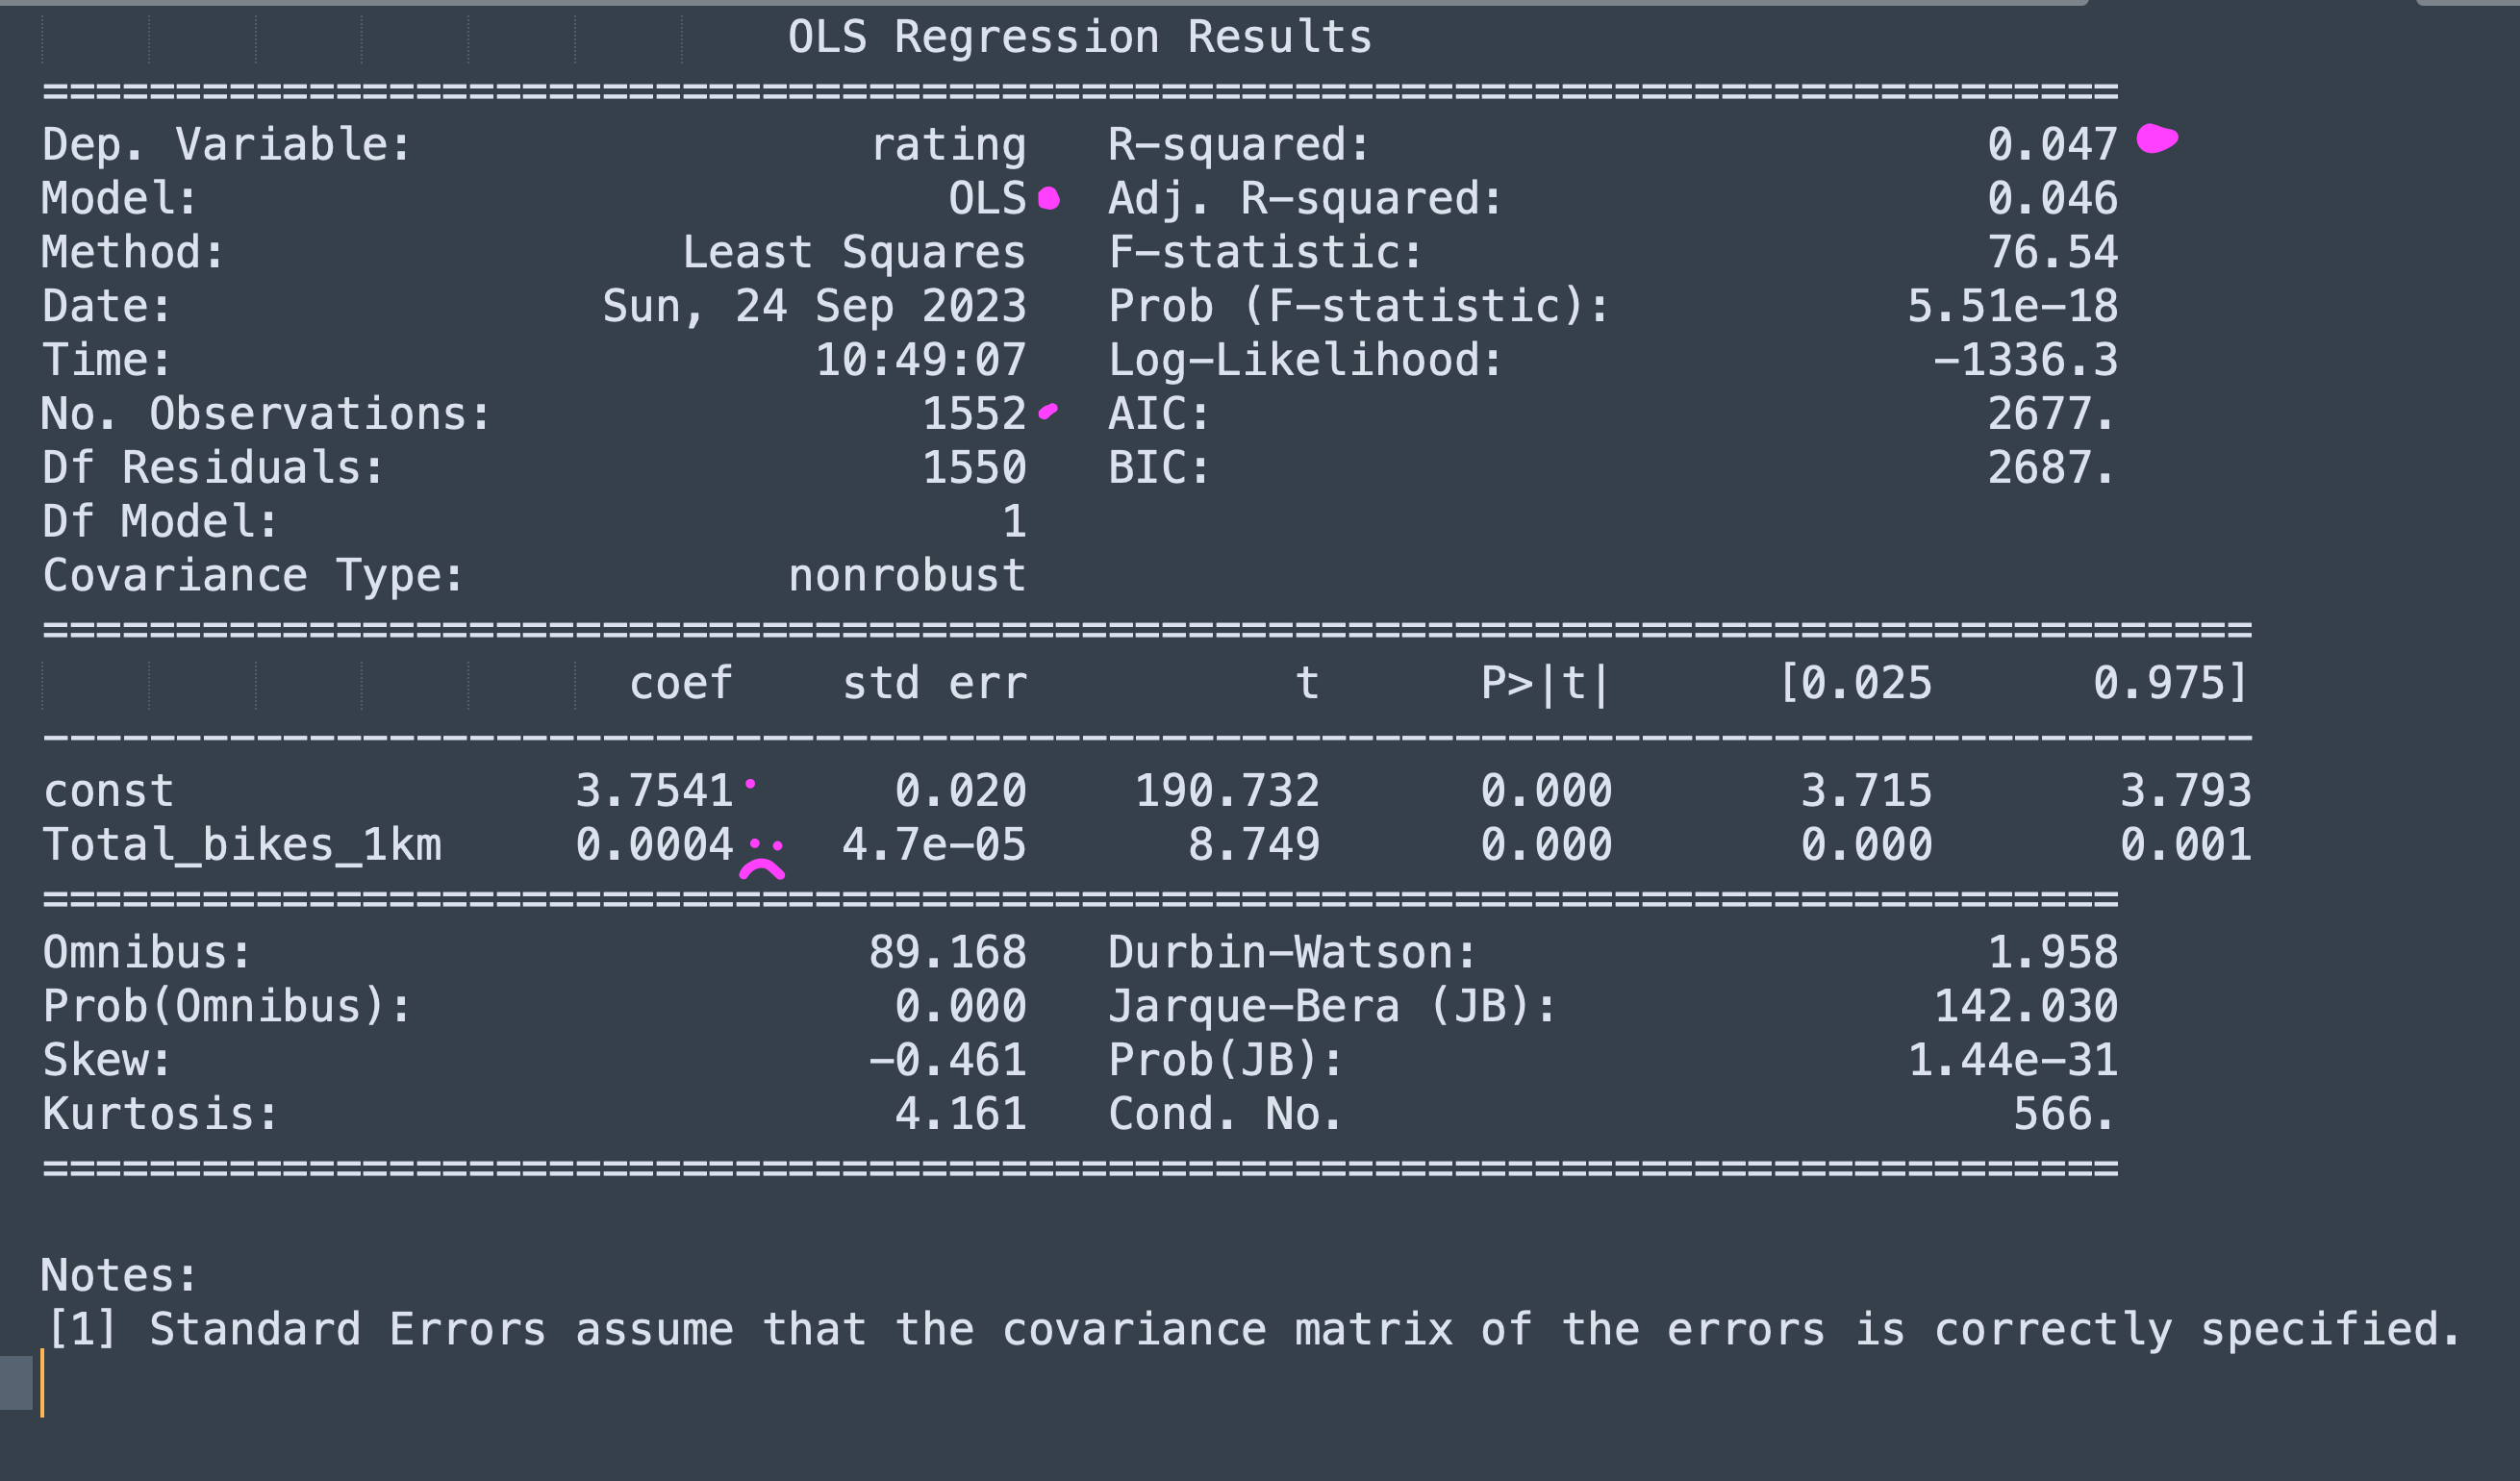 OLS Regression Results
==============================================================================
Dep. Variable: rating R-squared: 0.047
Model: OLS Adj. R-squared: 0.046
Method: Least Squares F-statistic: 76.54
Date: Sun, 24 Sep 2023 Prob (F-statistic): 5.51e-18
Time: 10:49:07 Log-Likelihood: -1336.3
No. Observations: 1552 AIC: 2677.
Df Residuals: 1550 BIC: 2687.
Df Model: 1
Covariance Type: nonrobust
===================================================================================
coef std err t P>|t| [0.025 0.975]
-----------------------------------------------------------------------------------
const 3.7541 0.020 190.732 0.000 3.715 3.793
Total_bikes_1km 0.0004 4.7e-05 8.749 0.000 0.000 0.001
==============================================================================
Omnibus: 89.168 Durbin-Watson: 1.958
Prob(Omnibus): 0.000 Jarque-Bera (JB): 142.030
Skew: -0.461 Prob(JB): 1.44e-31
Kurtosis: 4.161 Cond. No. 566.
==============================================================================
Notes:
[1] Standard Errors assume that the covariance matrix of the errors is correctly specified.